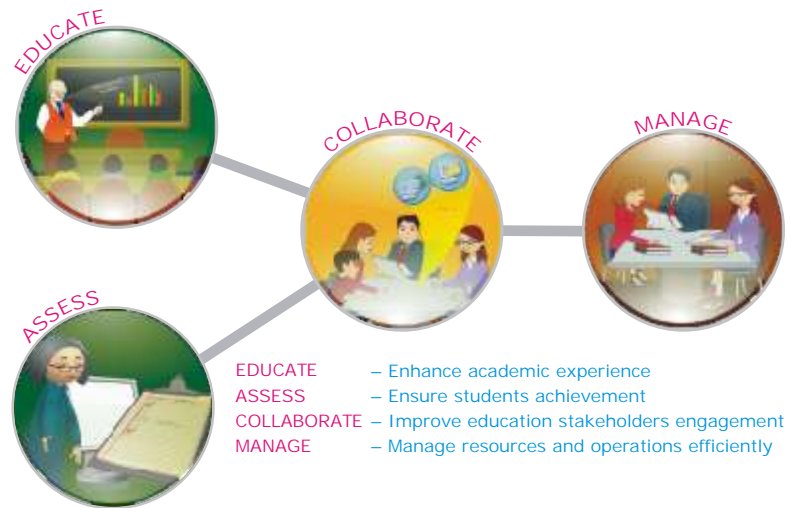 EDUCATE
COLLABORATE
MANAGE
ASSESS
EDUCATE – Enhance academic experience
ASSESS – Ensure students achievement
COLLABORATE – Improve education stakeholders engagement
MANAGE – Manage resources and operations efficiently